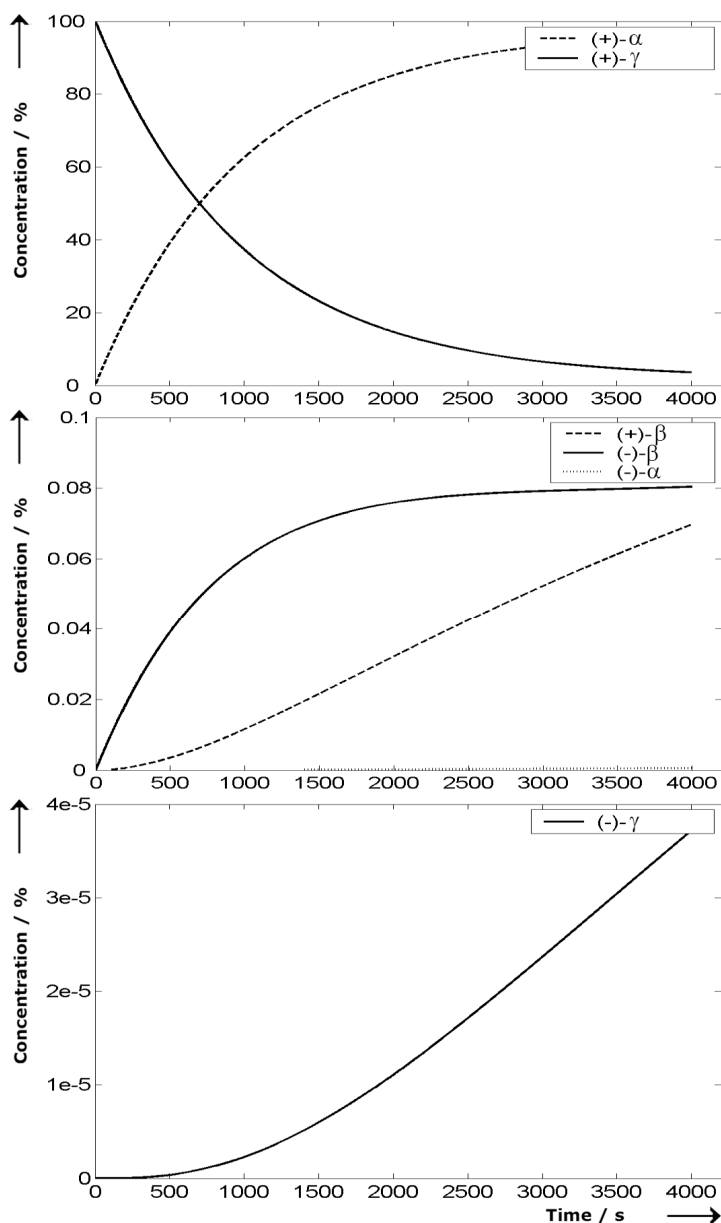 Concentration / %
100
80
60
40
20
0
(+)-α
(+)-γ
0 500 1000 1500 2000 2500 3000 3500 4000
Concentration / %
0.1
0.08
0.06
0.04
0.02
0
(+)-β
(-)-β
(-)-α
0 500 1000 1500 2000 2500 3000 3500 4000
Concentration / %
4e-5
3e-5
2e-5
1e-5
0
(-)-γ
0 500 1000 1500 2000 2500 3000 3500 4000
Time / s